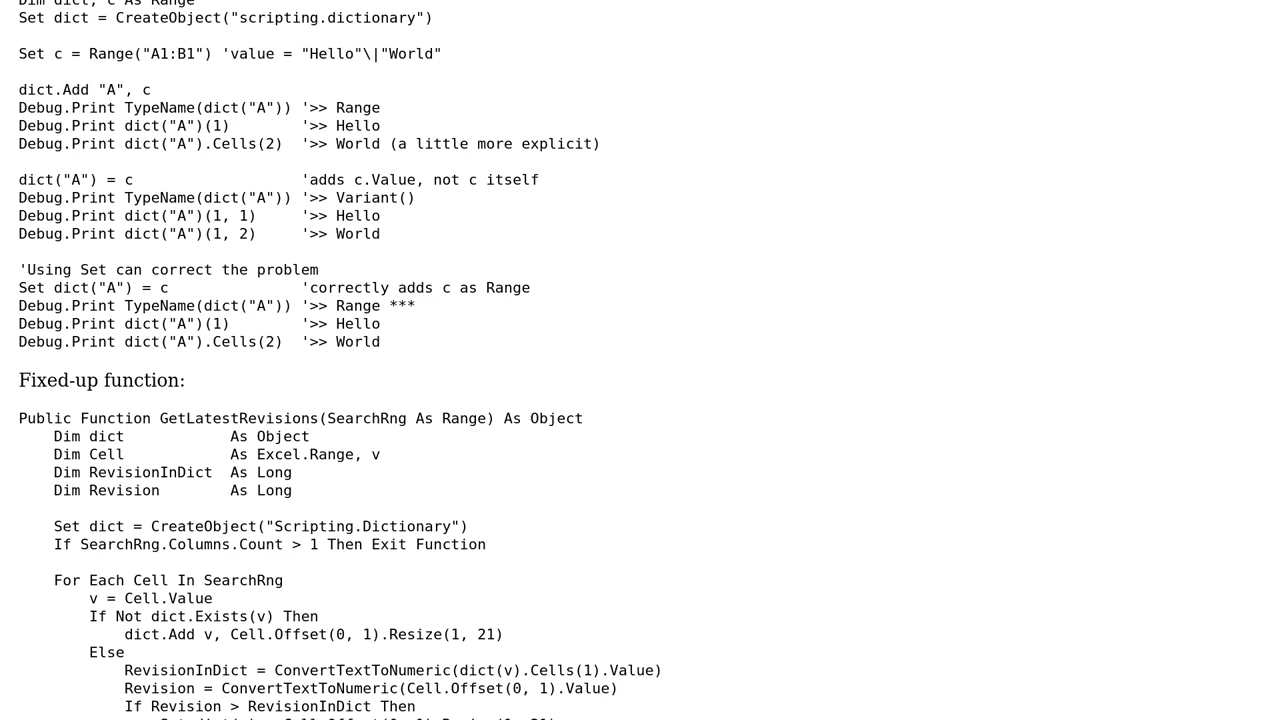 Dim dict, c As Range
Set dict = CreateObject("scripting.dictionary")
Set c = Range("A1:B1") 'value = "Hello"\|"World"
dict.Add "A", c
Debug.Print TypeName(dict("A")) '>> Range
Debug.Print dict("A")(1)        '>> Hello
Debug.Print dict("A").Cells(2)  '>> World (a little more explicit)
dict("A") = c                   'adds c.Value, not c itself
Debug.Print TypeName(dict("A")) '>> Variant()
Debug.Print dict("A")(1, 1)     '>> Hello
Debug.Print dict("A")(1, 2)     '>> World
'Using Set can correct the problem
Set dict("A") = c               'correctly adds c as Range
Debug.Print TypeName(dict("A")) '>> Range ***
Debug.Print dict("A")(1)        '>> Hello
Debug.Print dict("A").Cells(2)  '>> World
Fixed-up function:
Public Function GetLatestRevisions(SearchRng As Range) As Object
    Dim dict            As Object
    Dim Cell            As Excel.Range, v
    Dim RevisionInDict  As Long
    Dim Revision        As Long
    Set dict = CreateObject("Scripting.Dictionary")
    If SearchRng.Columns.Count > 1 Then Exit Function
    For Each Cell In SearchRng
        v = Cell.Value
        If Not dict.Exists(v) Then
            dict.Add v, Cell.Offset(0, 1).Resize(1, 21)
        Else
            RevisionInDict = ConvertTextToNumeric(dict(v).Cells(1).Value)
            Revision = ConvertTextToNumeric(Cell.Offset(0, 1).Value)
            If Revision > RevisionInDict Then